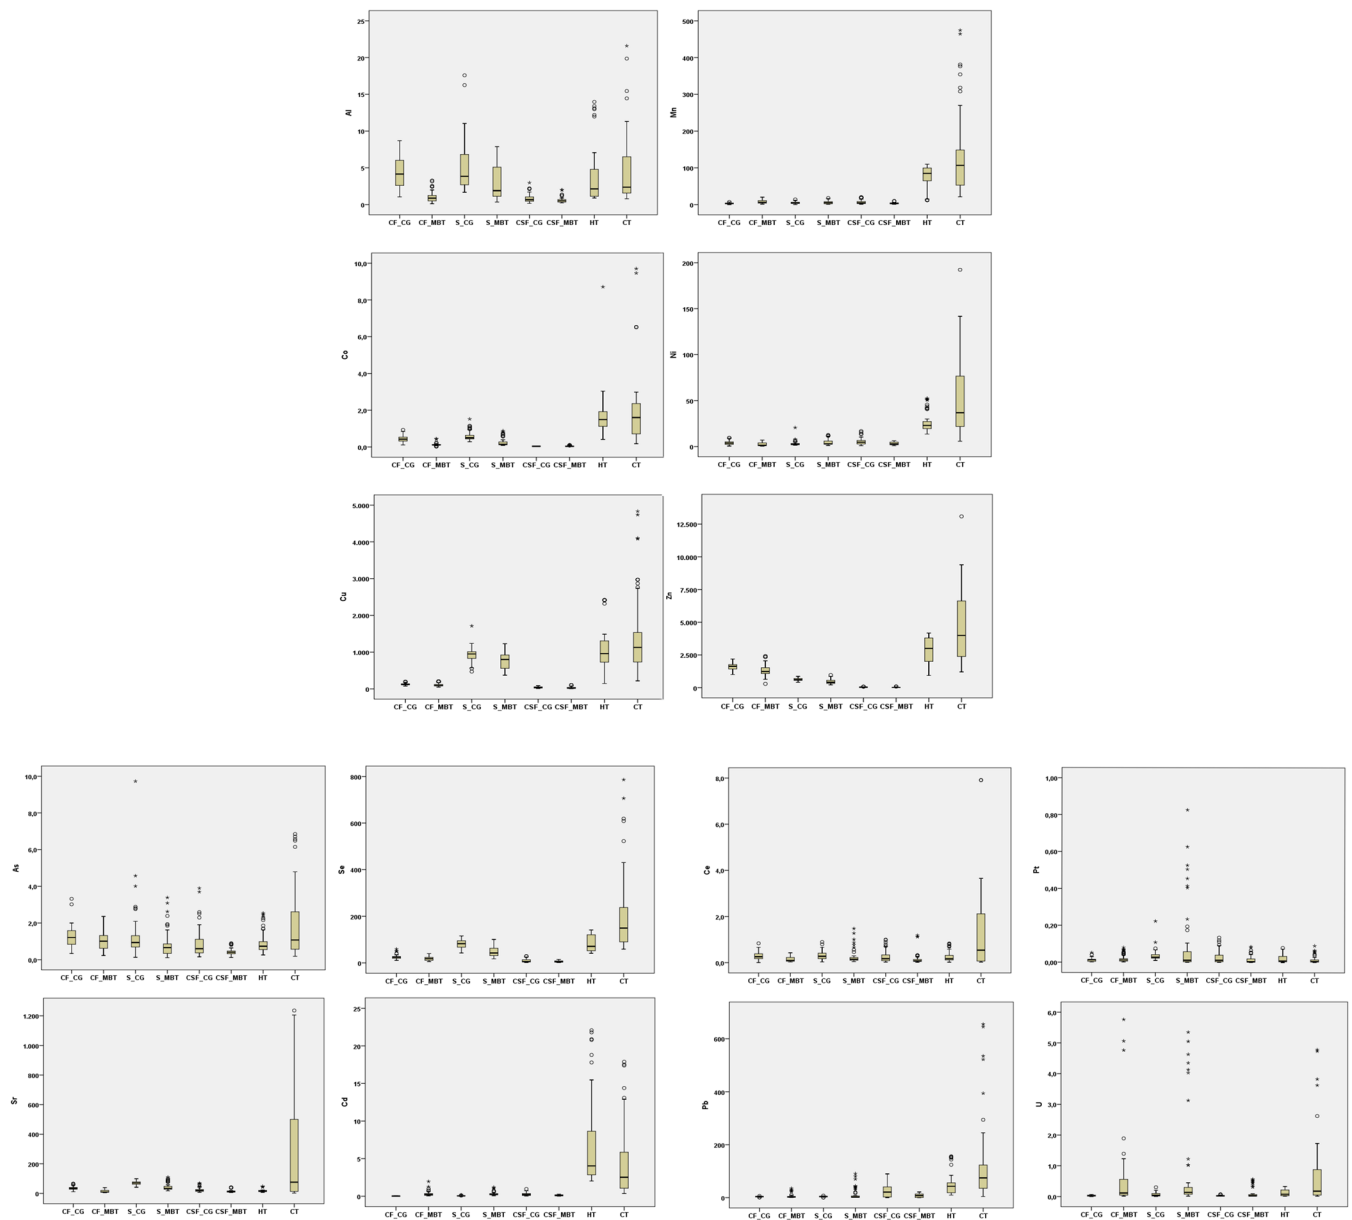 25
20
15
10
5
0
Al
CF_CG CF_MBT S_CG S_MBT CSF_CG CSF_MBT HT CT
500
400
300
200
100
0
Mn
CF_CG CF_MBT S_CG S_MBT CSF_CG CSF_MBT HT CT
10,0
8,0
6,0
4,0
2,0
0,0
Co
CF_CG CF_MBT S_CG S_MBT CSF_CG CSF_MBT HT CT
200
150
100
50
0
Ni
CF_CG CF_MBT S_CG S_MBT CSF_CG CSF_MBT HT CT
5.000
4.000
3.000
2.000
1.000
0
Cu
CF_CG CF_MBT S_CG S_MBT CSF_CG CSF_MBT HT CT
12.500
10.000
7.500
5.000
2.500
0
Zn
CF_CG CF_MBT S_CG S_MBT CSF_CG CSF_MBT HT CT
10,0
8,0
6,0
4,0
2,0
0,0
As
CF_CG CF_MBT S_CG S_MBT CSF_CG CSF_MBT HT CT
800
600
400
200
0
Se
CF_CG CF_MBT S_CG S_MBT CSF_CG CSF_MBT HT CT
8,0
6,0
4,0
2,0
0,0
Ce
CF_CG CF_MBT S_CG S_MBT CSF_CG CSF_MBT HT CT
1,00
0,80
0,60
0,40
0,20
0,00
Pt
CF_CG CF_MBT S_CG S_MBT CSF_CG CSF_MBT HT CT
1.200
1.000
800
600
400
200
0
Sr
CF_CG CF_MBT S_CG S_MBT CSF_CG CSF_MBT HT CT
25
20
15
10
5
0
Cd
CF_CG CF_MBT S_CG S_MBT CSF_CG CSF_MBT HT CT
600
400
200
0
Pb
CF_CG CF_MBT S_CG S_MBT CSF_CG CSF_MBT HT CT
6,0
5,0
4,0
3,0
2,0
1,0
0,0
U
CF_CG CF_MBT S_CG S_MBT CSF_CG CSF_MBT HT CT